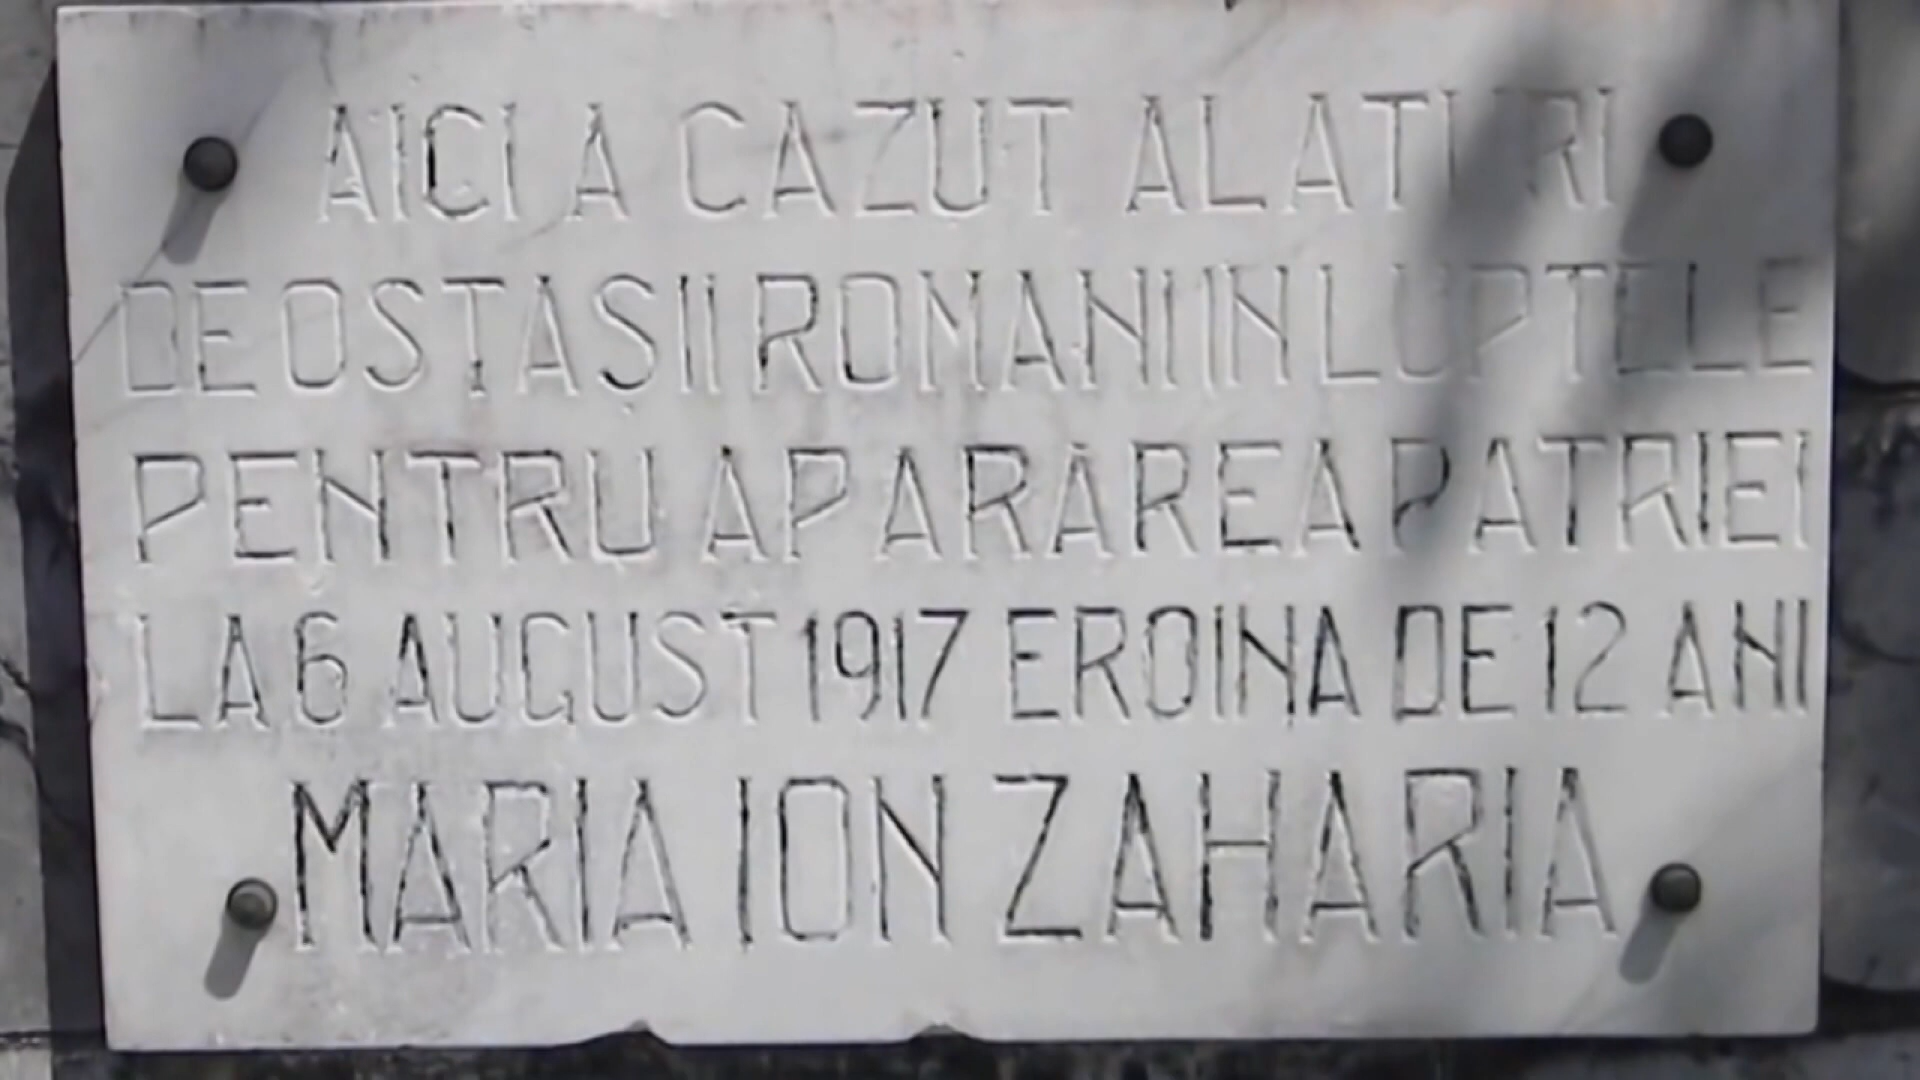 AICI A CAZUT ALATURI
DE OSTAȘII ROMANI IN LUPTELE
PENTRU APARAREA PATRIEI
LA 6 AUGUST 1917 EROINA DE 12 ANI
MARIA ION ZAHARIA